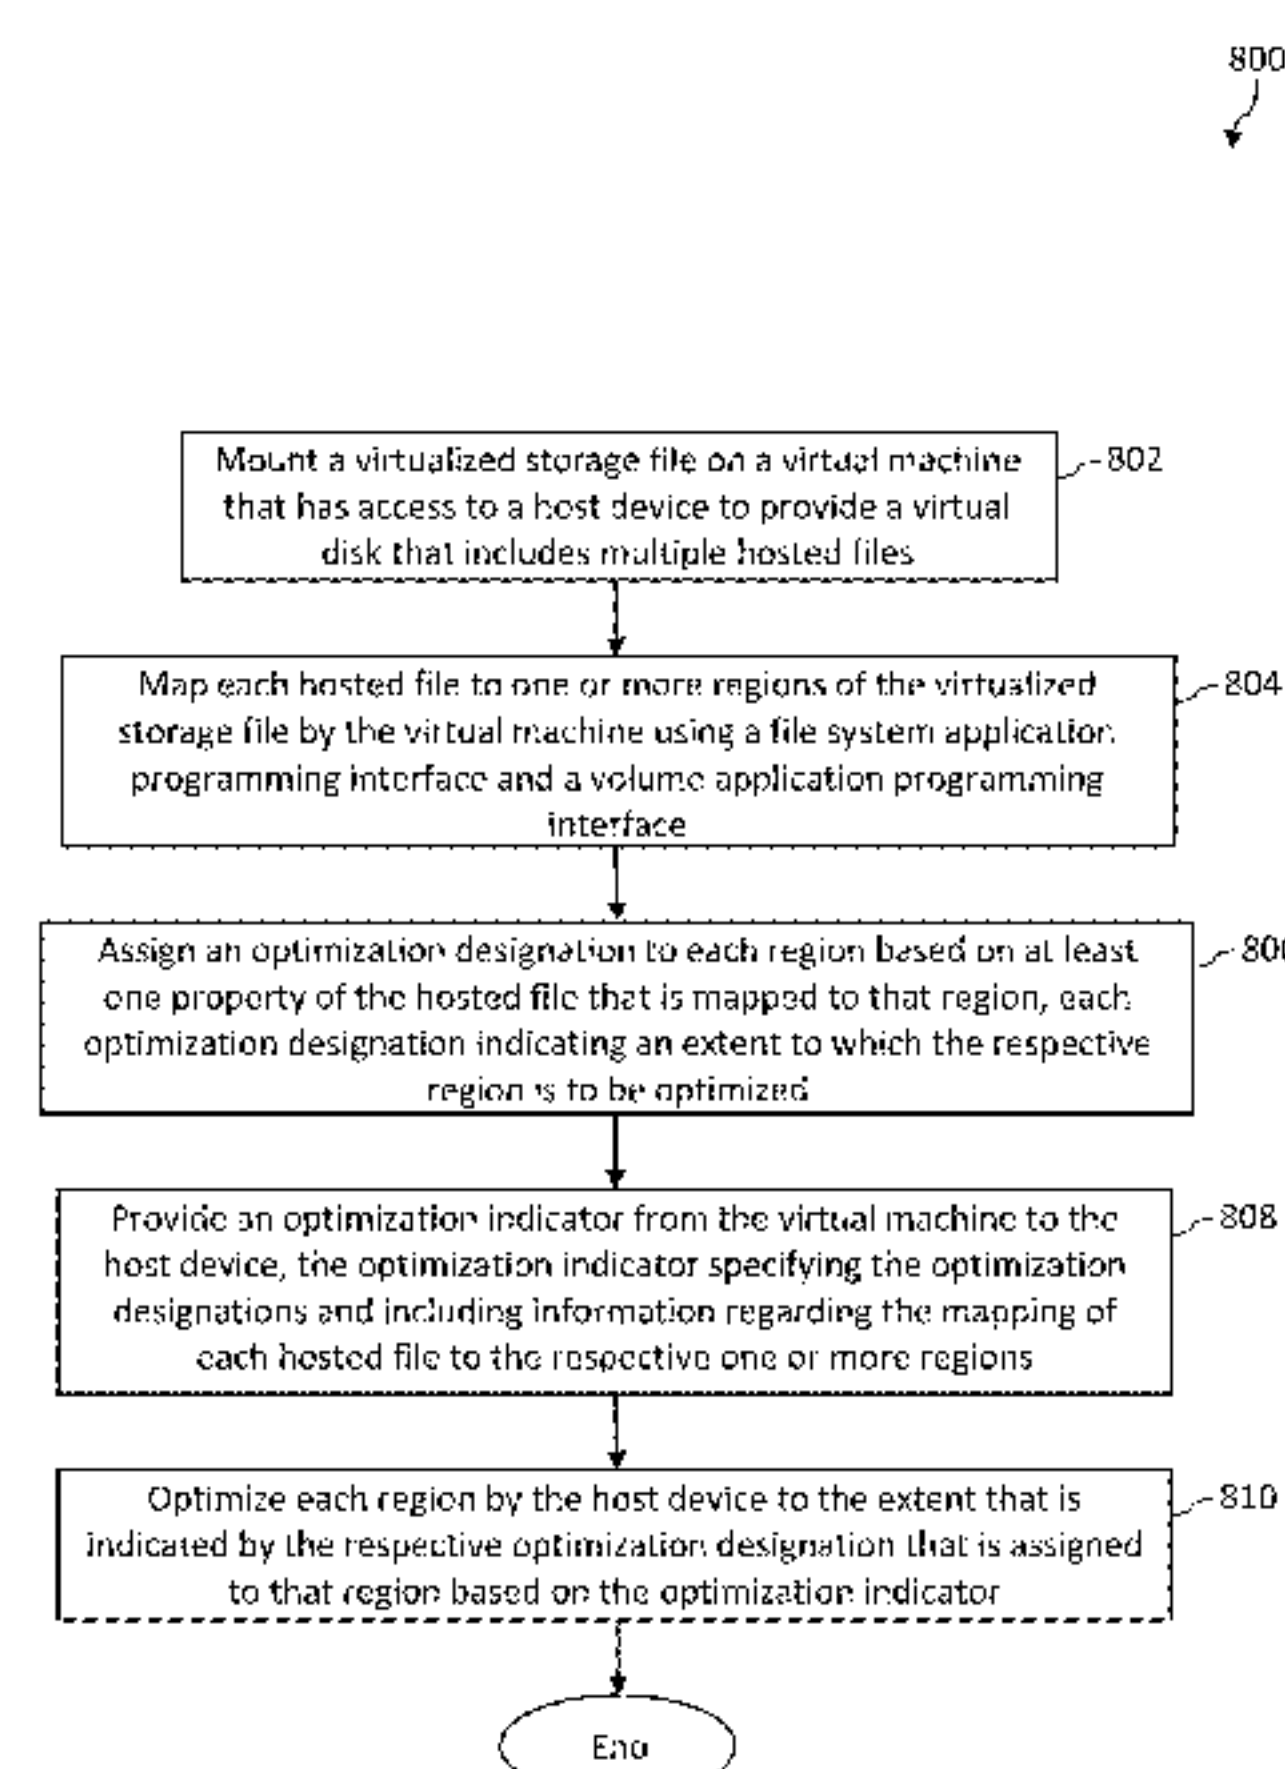 800
Mount a virtualized storage file on a virtual machine
that has access to a host device to provide a virtual
disk that includes multiple hosted files
802
Map each hosted file to one or more regions of the virtualized
storage file by the virtual machine using a file system application
programming interface and a volume application programming
interface
804
Assign an optimization designation to each region based on at least
one property of the hosted file that is mapped to that region, each
optimization designation indicating an extent to which the respective
region is to be optimized
Provide an optimization indicator from the virtual machine to the
host device, the optimization indicator specifying the optimization
designations and including information regarding the mapping of
each hosted file to the respective one or more regions
808
Optimize each region by the host device to the extent that is
indicated by the respective optimization designation that is assigned
to that region based on the optimization indicator
810
End